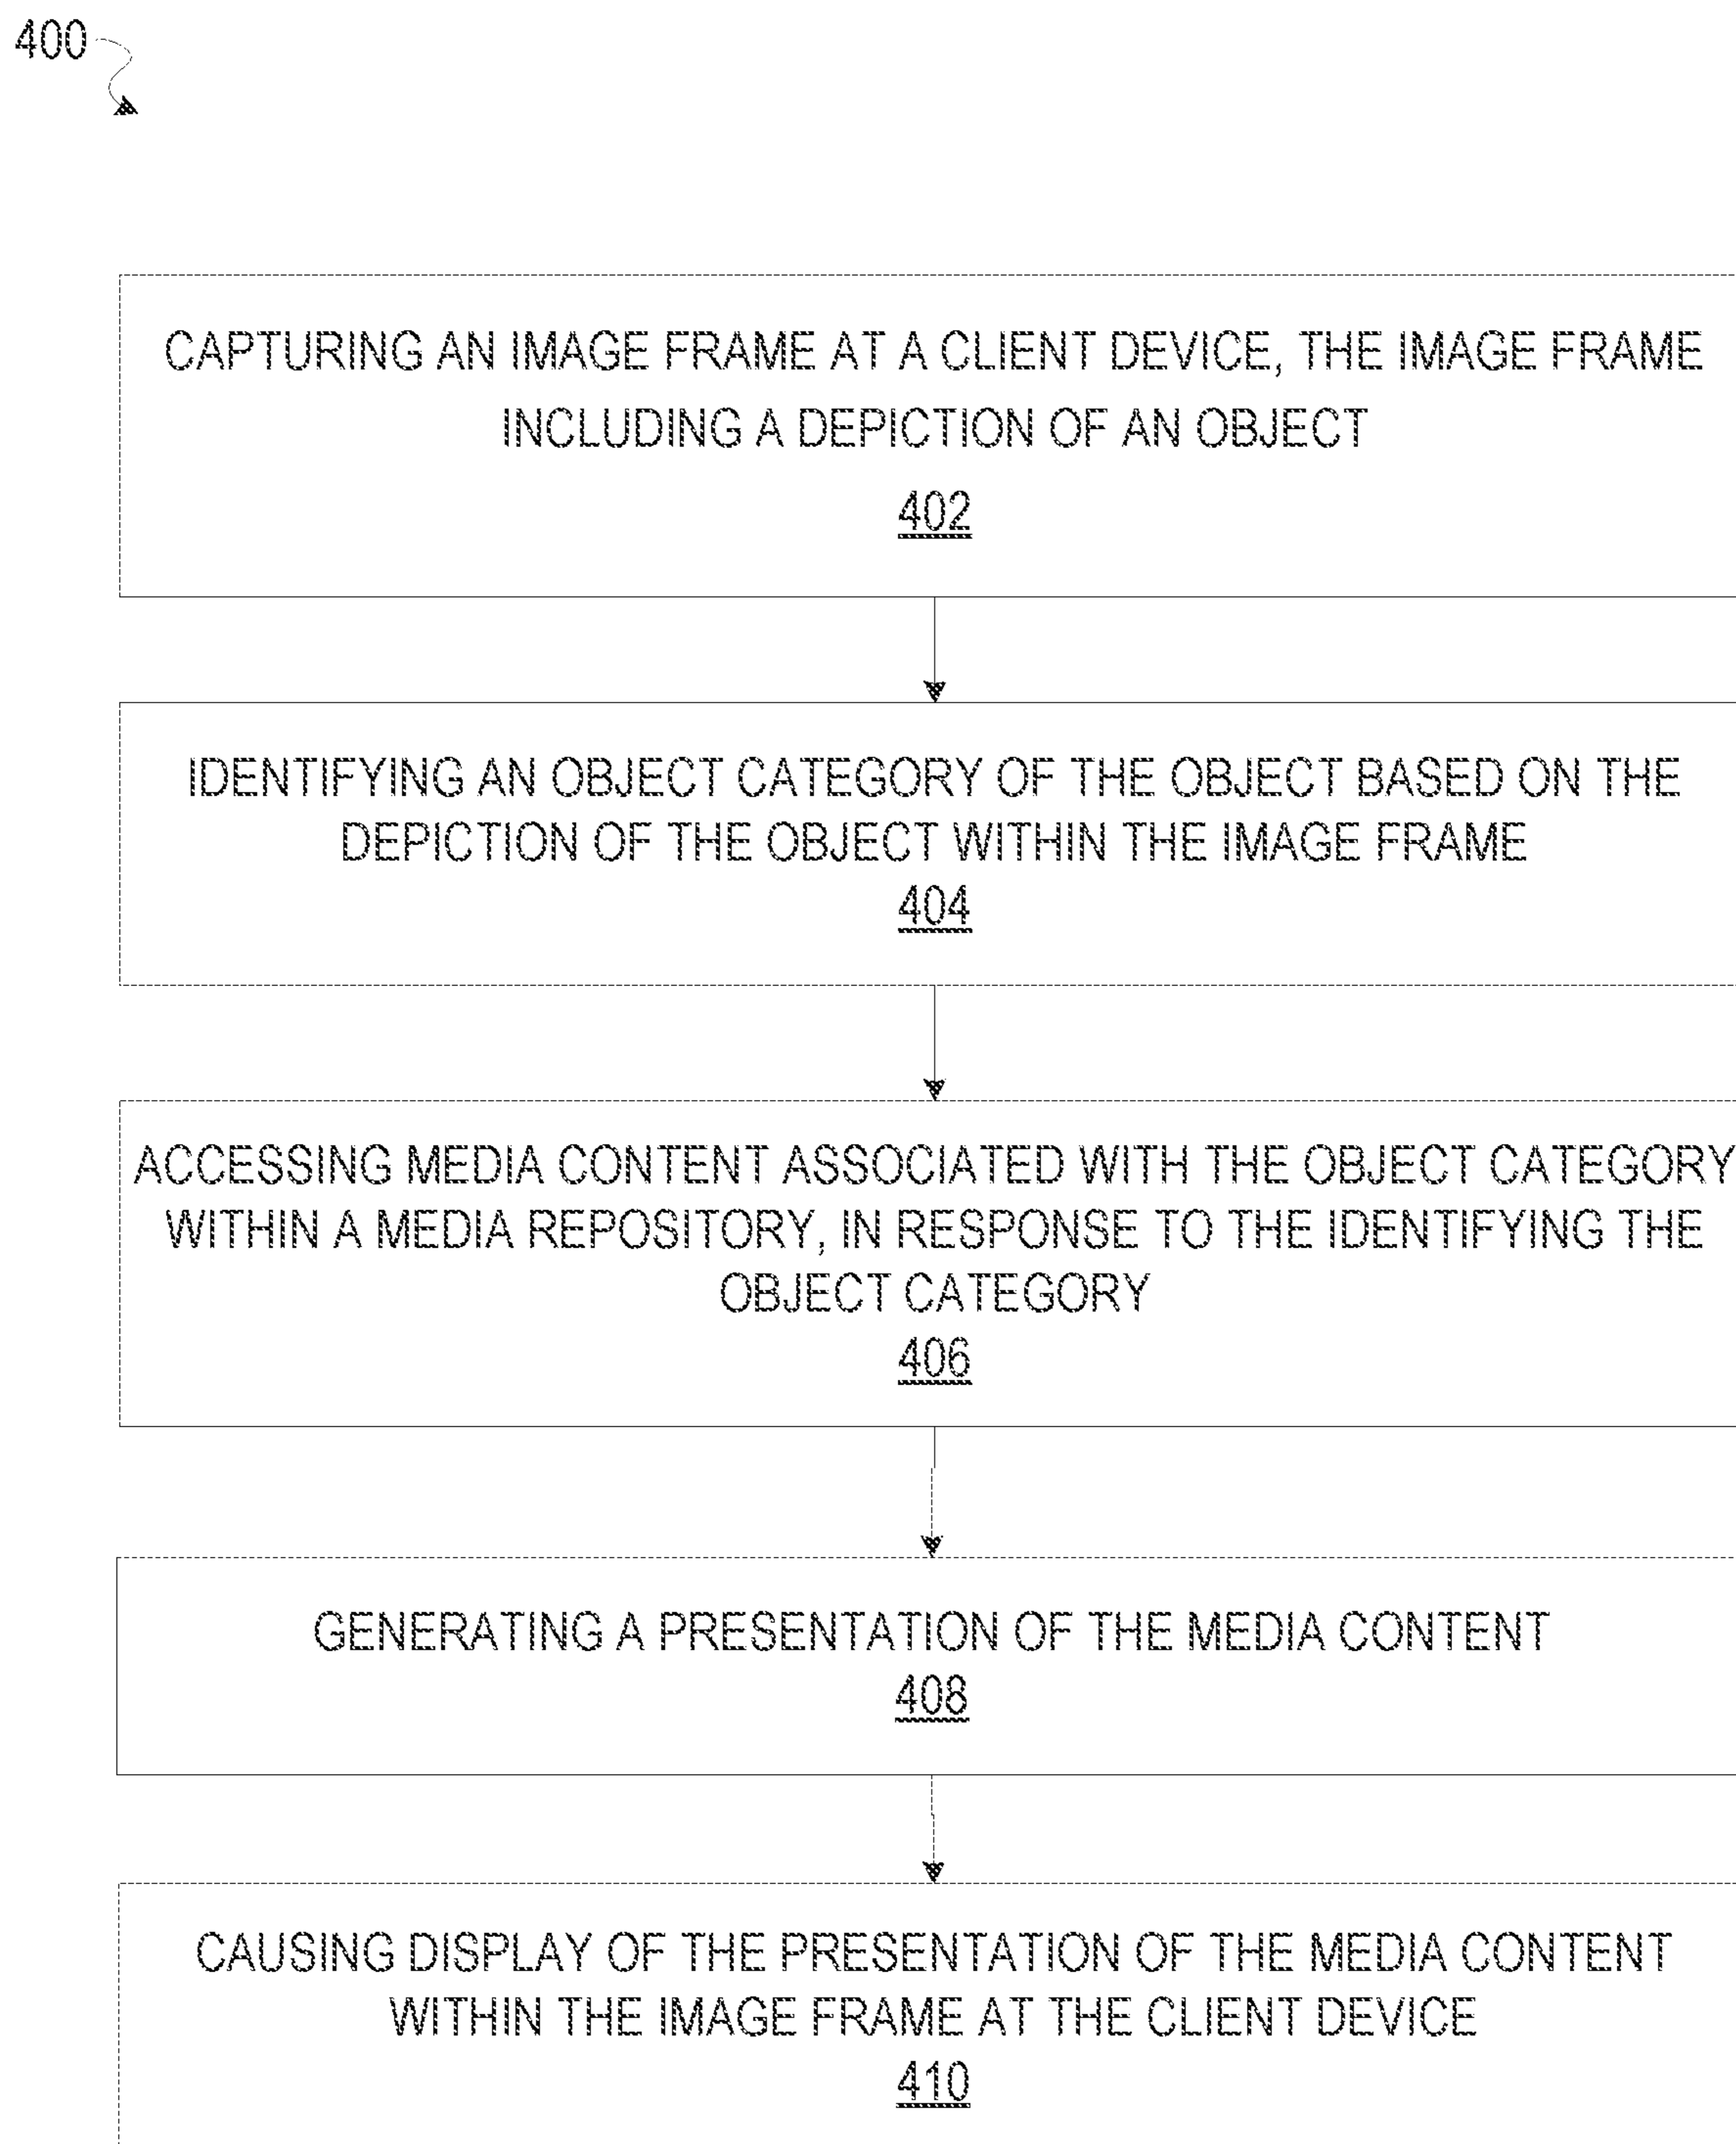 400
CAPTURING AN IMAGE FRAME AT A CLIENT DEVICE, THE IMAGE FRAME
INCLUDING A DEPICTION OF AN OBJECT
402
IDENTIFYING AN OBJECT CATEGORY OF THE OBJECT BASED ON THE
DEPICTION OF THE OBJECT WITHIN THE IMAGE FRAME
404
ACCESSING MEDIA CONTENT ASSOCIATED WITH THE OBJECT CATEGORY
WITHIN A MEDIA REPOSITORY, IN RESPONSE TO THE IDENTIFYING THE
OBJECT CATEGORY
406
GENERATING A PRESENTATION OF THE MEDIA CONTENT
408
CAUSING DISPLAY OF THE PRESENTATION OF THE MEDIA CONTENT
WITHIN THE IMAGE FRAME AT THE CLIENT DEVICE
410